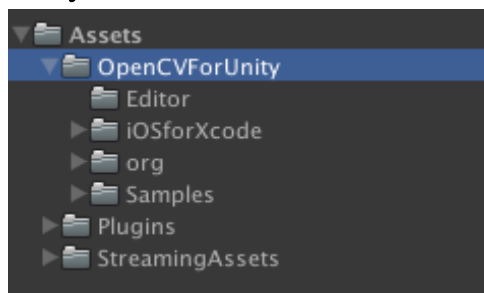 Assets
OpenCVForUnity
Editor
iOSforXcode
org
Samples
Plugins
StreamingAssets